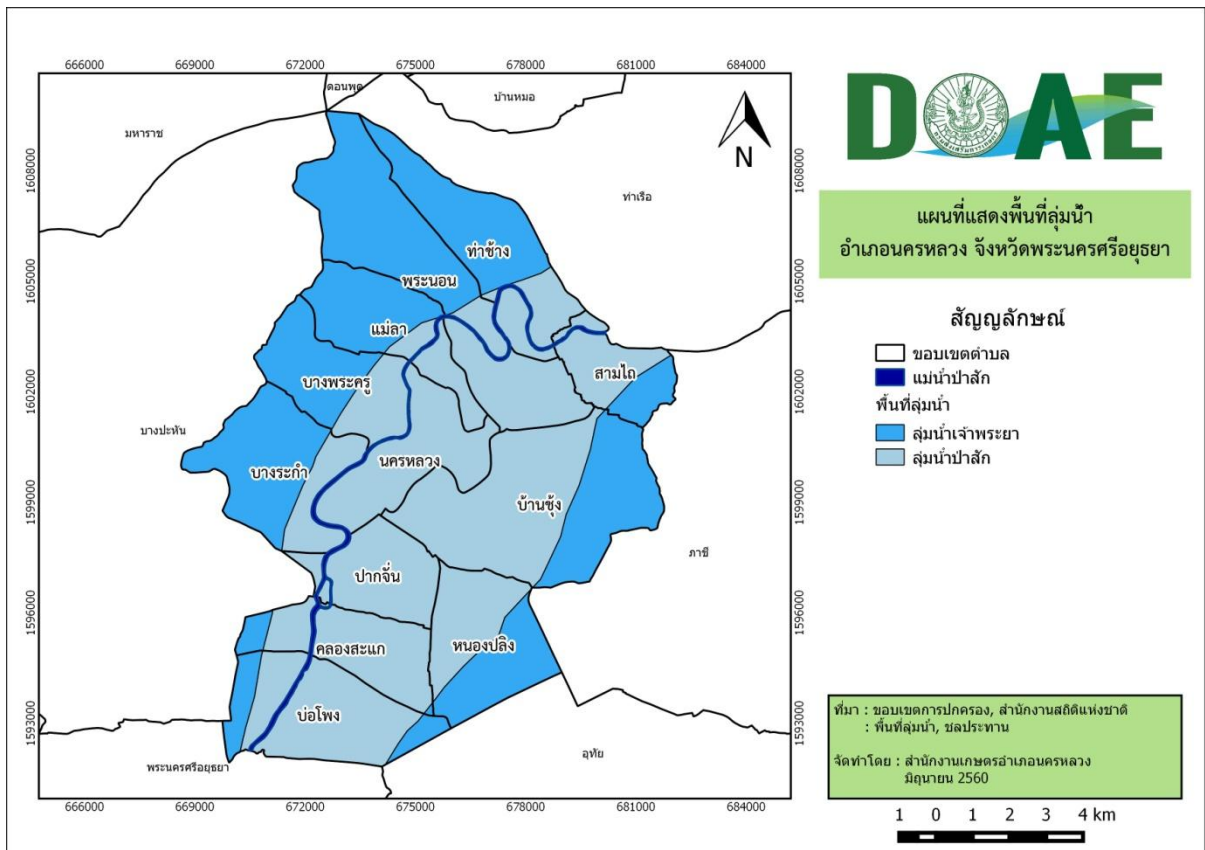 666000 669000 672000 675000 678000 681000 684000
ดอนพุด
บ้านหมอ
มหาราช
N
1608000 1608000
ท่าเรือ
ท่าช้าง
1605000 1605000
พระนอน
แม่ลา
สามไถ
บางพระครู
1602000 1602000
บางปะหัน
นครหลวง
บางระกำ
บ้านชุ้ง
1599000 1599000
ภาชี
ปากจั่น
1596000 1596000
คลองสะแก
หนองปลิง
บ่อโพง
1593000 1593000
อุทัย
พระนครศรีอยุธยา
666000 669000 672000 675000 678000 681000 684000
DOAE
แผนที่แสดงพื้นที่ลุ่มน้ำ
อำเภอนครหลวง จังหวัดพระนครศรีอยุธยา
สัญญลักษณ์
ขอบเขตตำบล
แม่น้ำป่าสัก
พื้นที่ลุ่มน้ำ
ลุ่มน้ำเจ้าพระยา
ลุ่มน้ำป่าสัก
ที่มา : ขอบเขตการปกครอง, สำนักงานสถิติแห่งชาติ
: พื้นที่ลุ่มน้ำ, ชลประทาน
จัดทำโดย : สำนักงานเกษตรอำเภอนครหลวง
มิถุนายน 2560
1 0 1 2 3 4 km